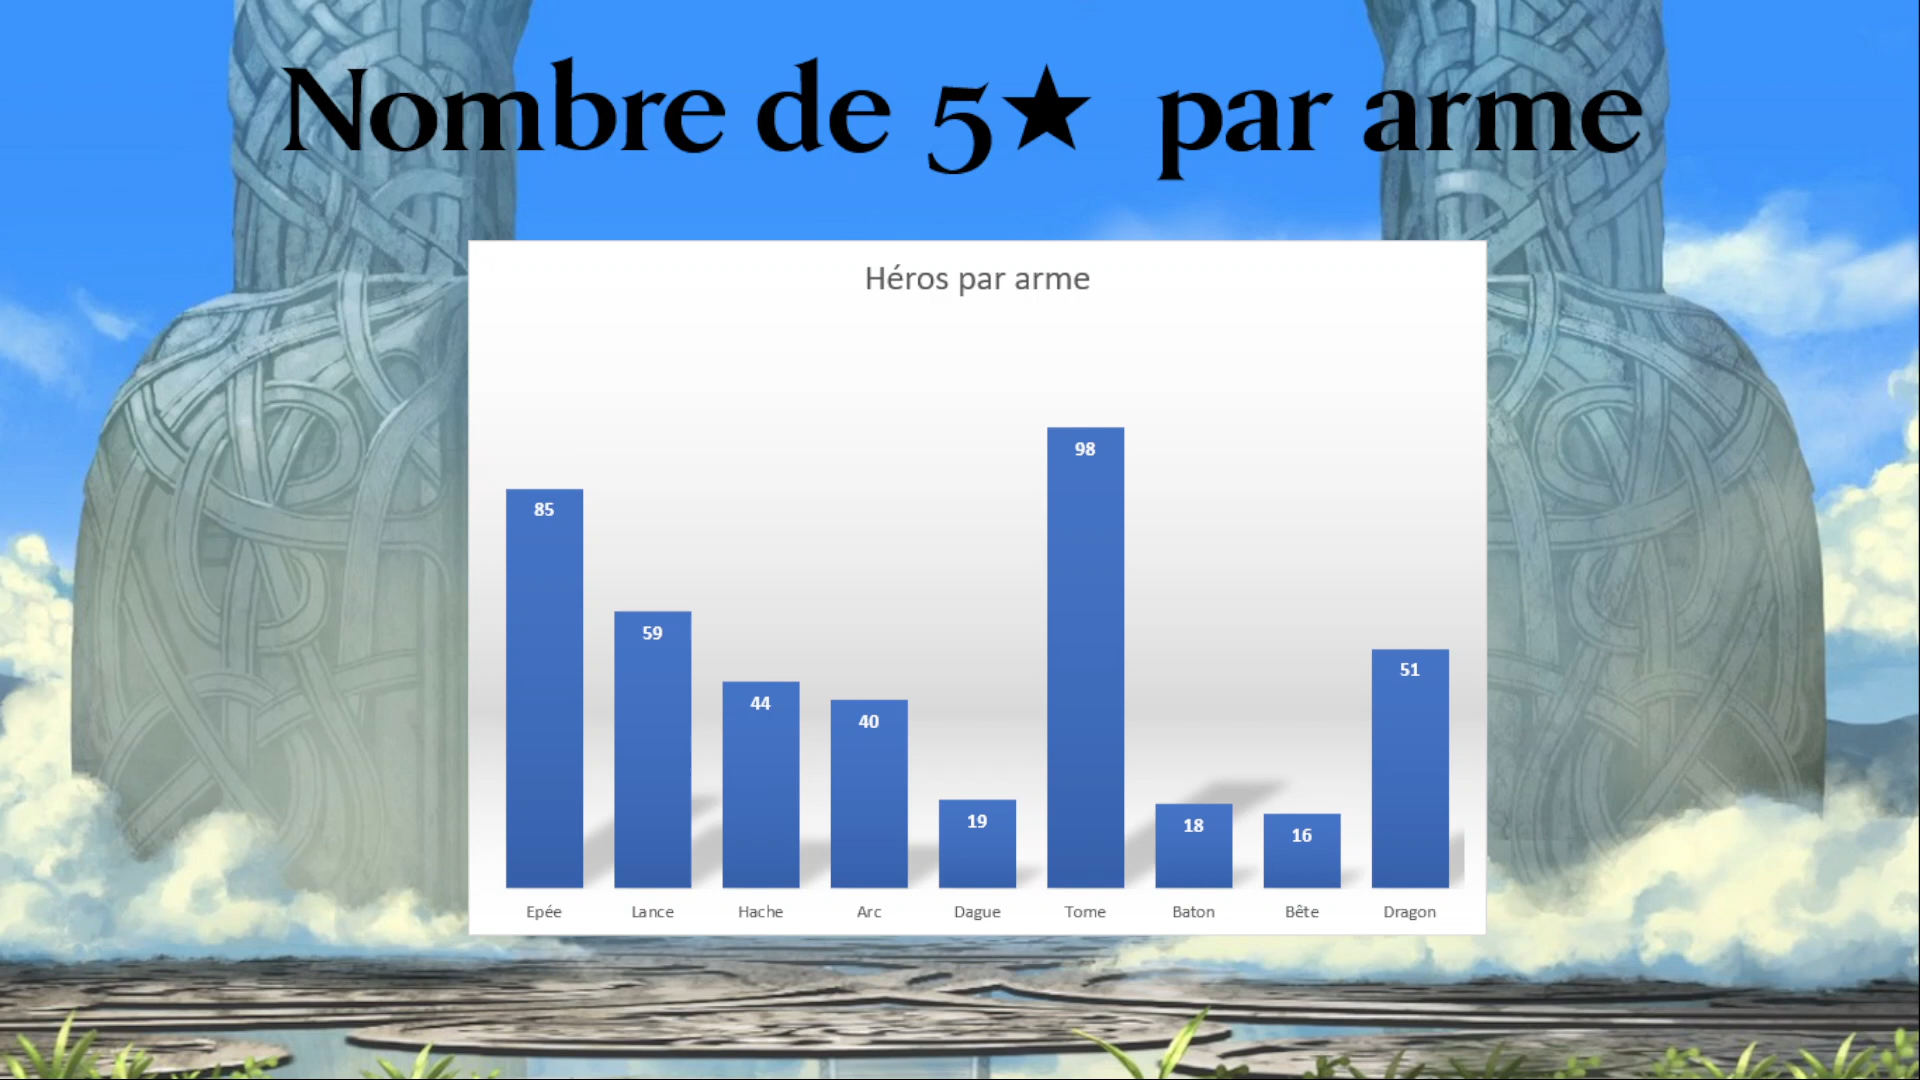 Nombre de 5★ par arme
Héros par arme
85
59
44
40
19
98
18
16
51
Epée
Lance
Hache
Arc
Dague
Tome
Baton
Bête
Dragon